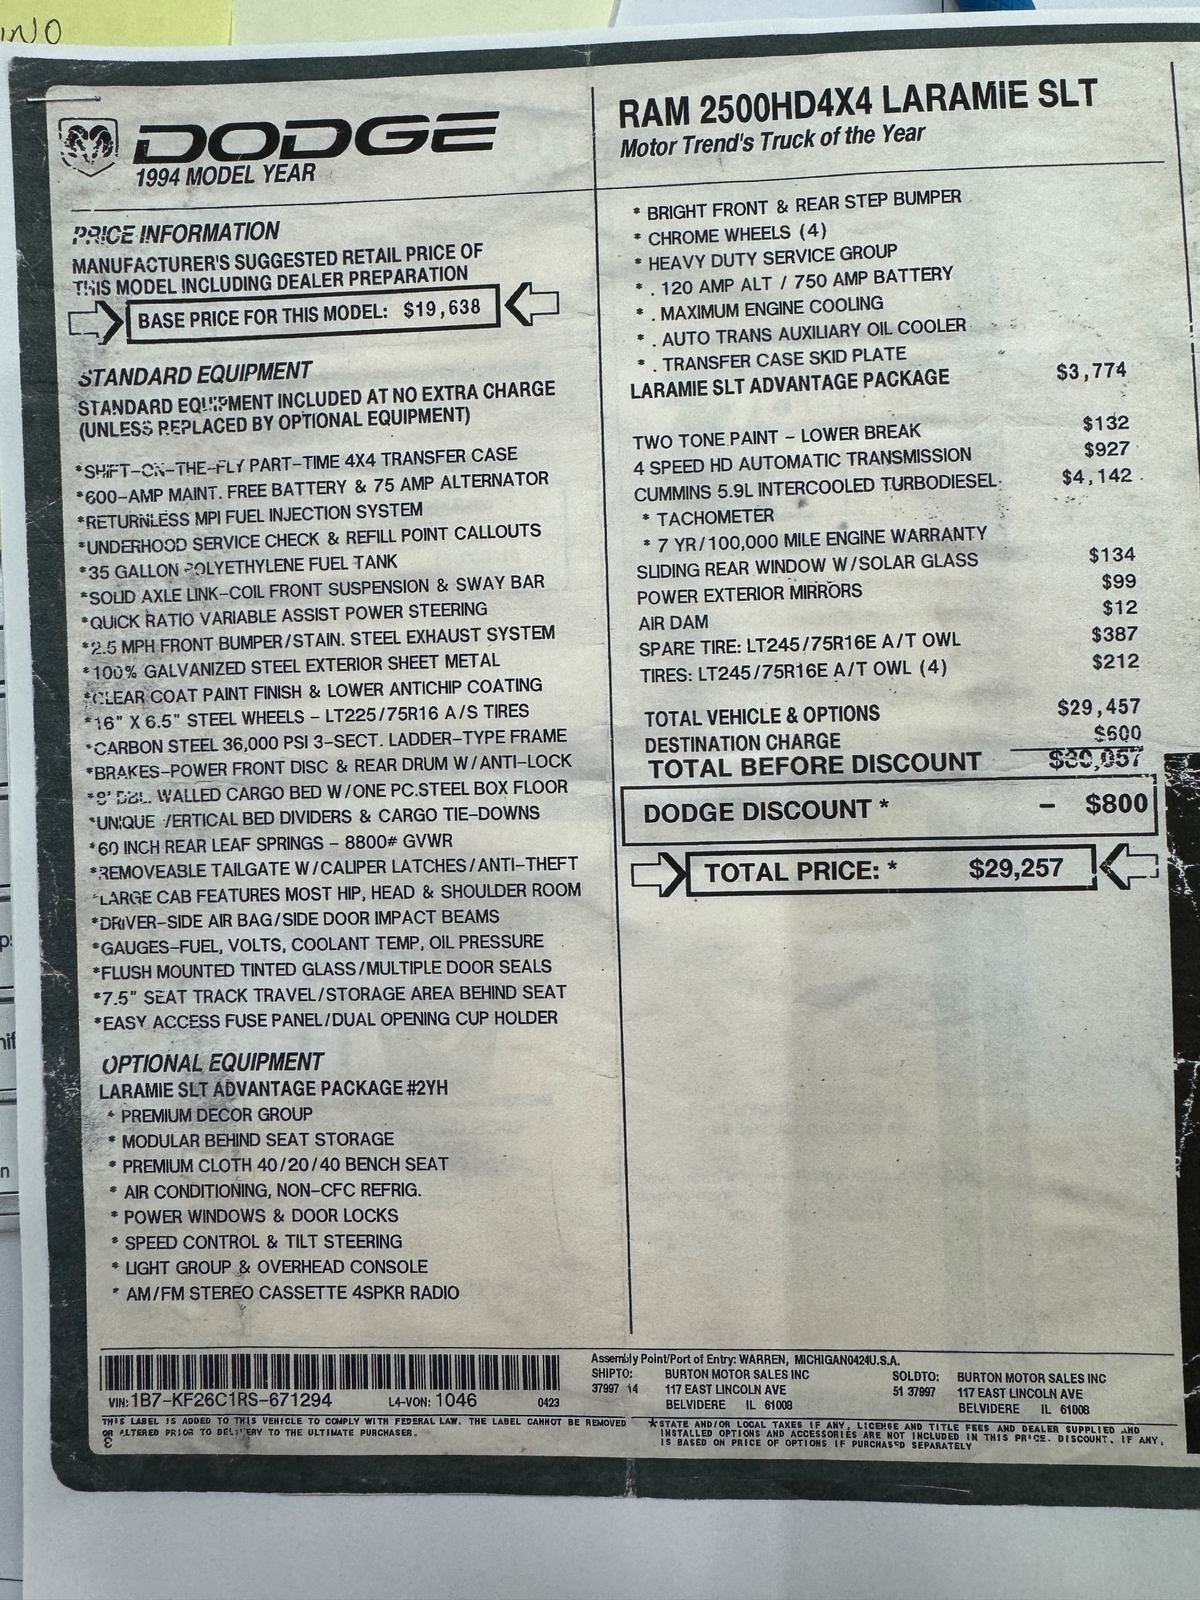 DODGE
1994 MODEL YEAR
PRICE INFORMATION
MANUFACTURER'S SUGGESTED RETAIL PRICE OF
THIS MODEL INCLUDING DEALER PREPARATION
BASE PRICE FOR THIS MODEL: $19,638
STANDARD EQUIPMENT
STANDARD EQUIPMENT INCLUDED AT NO EXTRA CHARGE
(UNLESS REPLACED BY OPTIONAL EQUIPMENT)
*SHIFT-ON-THE-FLY PART-TIME 4X4 TRANSFER CASE
*600-AMP MAINT. FREE BATTERY & 75 AMP ALTERNATOR
*RETURNLESS MPI FUEL INJECTION SYSTEM
*UNDERHOOD SERVICE CHECK & REFILL POINT CALLOUTS
*35 GALLON POLYETHYLENE FUEL TANK
*SOLID AXLE LINK-COIL FRONT SUSPENSION & SWAY BAR
*QUICK RATIO VARIABLE ASSIST POWER STEERING
*2.5 MPH FRONT BUMPER/STAIN. STEEL EXHAUST SYSTEM
*100% GALVANIZED STEEL EXTERIOR SHEET METAL
*CLEAR COAT PAINT FINISH & LOWER ANTICHIP COATING
*16" X 6.5" STEEL WHEELS - LT225/75R16 A/S TIRES
*CARBON STEEL 36,000 PSI 3-SECT. LADDER-TYPE FRAME
*BRAKES-POWER FRONT DISC & REAR DRUM W/ANTI-LOCK
*8' DBL. WALLED CARGO BED W/ONE PC.STEEL BOX FLOOR
*UNIQUE VERTICAL BED DIVIDERS & CARGO TIE-DOWNS
*60 INCH REAR LEAF SPRINGS - 8800# GVWR
*REMOVEABLE TAILGATE W/CALIPER LATCHES/ANTI-THEFT
*LARGE CAB FEATURES MOST HIP, HEAD & SHOULDER ROOM
*DRIVER-SIDE AIR BAG/SIDE DOOR IMPACT BEAMS
*GAUGES-FUEL, VOLTS, COOLANT TEMP, OIL PRESSURE
*FLUSH MOUNTED TINTED GLASS/MULTIPLE DOOR SEALS
*7.5" SEAT TRACK TRAVEL/STORAGE AREA BEHIND SEAT
*EASY ACCESS FUSE PANEL/DUAL OPENING CUP HOLDER
OPTIONAL EQUIPMENT
LARAMIE SLT ADVANTAGE PACKAGE #2YH
* PREMIUM DECOR GROUP
* MODULAR BEHIND SEAT STORAGE
* PREMIUM CLOTH 40/20/40 BENCH SEAT
* AIR CONDITIONING, NON-CFC REFRIG.
* POWER WINDOWS & DOOR LOCKS
* SPEED CONTROL & TILT STEERING
* LIGHT GROUP & OVERHEAD CONSOLE
* AM/FM STEREO CASSETTE 4SPKR RADIO
RAM 2500HD4X4 LARAMiE SLT
Motor Trend's Truck of the Year
* BRIGHT FRONT & REAR STEP BUMPER
* CHROME WHEELS (4)
* HEAVY DUTY SERVICE GROUP
* . 120 AMP ALT / 750 AMP BATTERY
* . MAXIMUM ENGINE COOLING
* . AUTO TRANS AUXILIARY OIL COOLER
* . TRANSFER CASE SKID PLATE
LARAMIE SLT ADVANTAGE PACKAGE $3,774
TWO TONE PAINT - LOWER BREAK $132
4 SPEED HD AUTOMATIC TRANSMISSION $927
CUMMINS 5.9L INTERCOOLED TURBODIESEL $4,142
* TACHOMETER
* 7 YR/100,000 MILE ENGINE WARRANTY
SLIDING REAR WINDOW W/SOLAR GLASS $134
POWER EXTERIOR MIRRORS $99
AIR DAM $12
SPARE TIRE: LT245/75R16E A/T OWL $387
TIRES: LT245/75R16E A/T OWL (4) $212
TOTAL VEHICLE & OPTIONS $29,457
DESTINATION CHARGE $600
TOTAL BEFORE DISCOUNT $30,057
DODGE DISCOUNT * - $800
TOTAL PRICE: * $29,257
VIN: 1B7-KF26C1RS-671294 L4-VON: 1046 0423
THIS LABEL IS ADDED TO THIS VEHICLE TO COMPLY WITH FEDERAL LAW. THE LABEL CANNOT BE REMOVED
OR ALTERED PRIOR TO DELIVERY TO THE ULTIMATE PURCHASER.
Assembly Point/Port of Entry: WARREN, MICHIGAN0424U.S.A.
SHIPTO: BURTON MOTOR SALES INC SOLDTO: BURTON MOTOR SALES INC
37997 14 117 EAST LINCOLN AVE 51 37997 117 EAST LINCOLN AVE
BELVIDERE IL 61008 BELVIDERE IL 61008
*STATE AND/OR LOCAL TAXES IF ANY, LICENSE AND TITLE FEES AND DEALER SUPPLIED AND
INSTALLED OPTIONS AND ACCESSORIES ARE NOT INCLUDED IN THIS PRICE. DISCOUNT, IF ANY,
IS BASED ON PRICE OF OPTIONS IF PURCHASED SEPARATELY